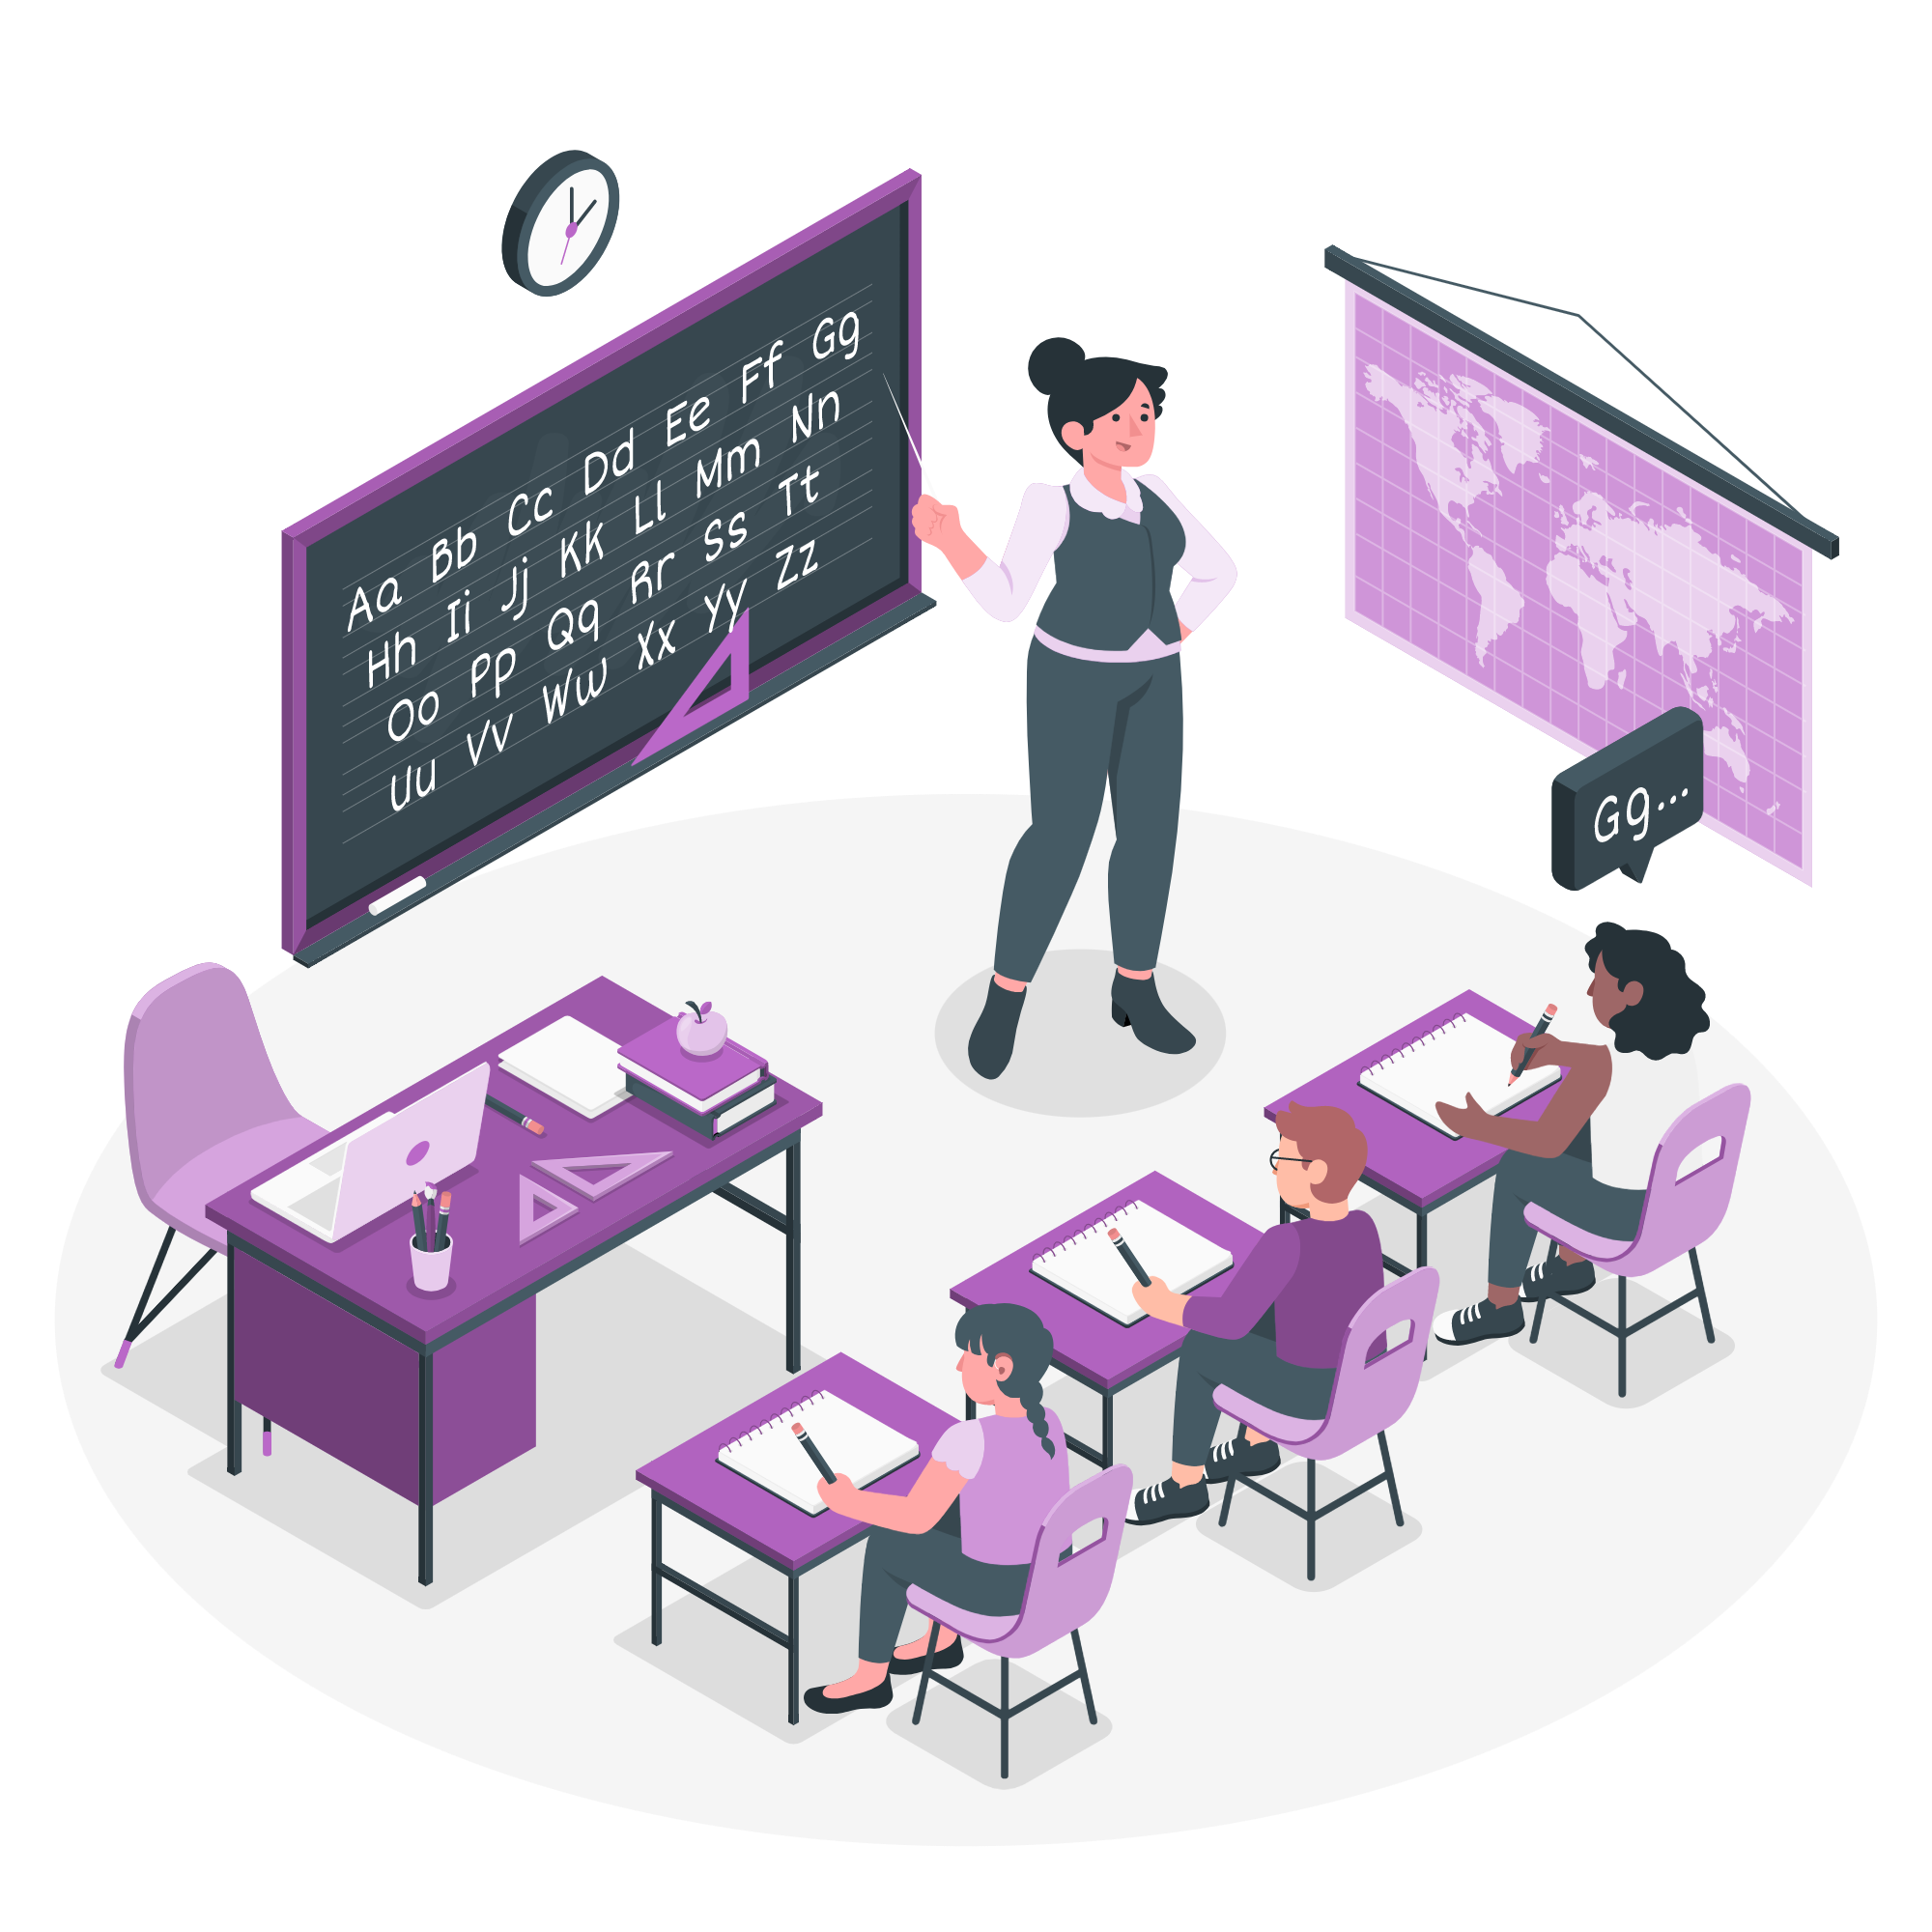 Aa Bb Cc Dd Ee Ff Gg
Hh Ii Jj Kk Ll Mm Nn
Oo Pp Qq Rr Ss Tt
Uu Vv Ww Xx Yy Zz
Gg...